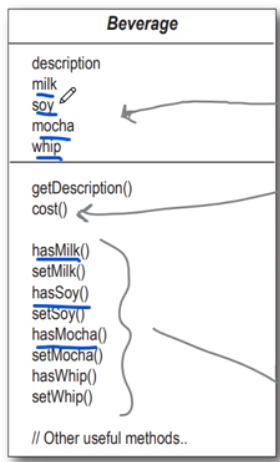 Beverage
description
milk
soy
mocha
whip
getDescription()
cost()
hasMilk()
setMilk()
hasSoy()
setSoy()
hasMocha()
setMocha()
hasWhip()
setWhip()
// Other useful methods..